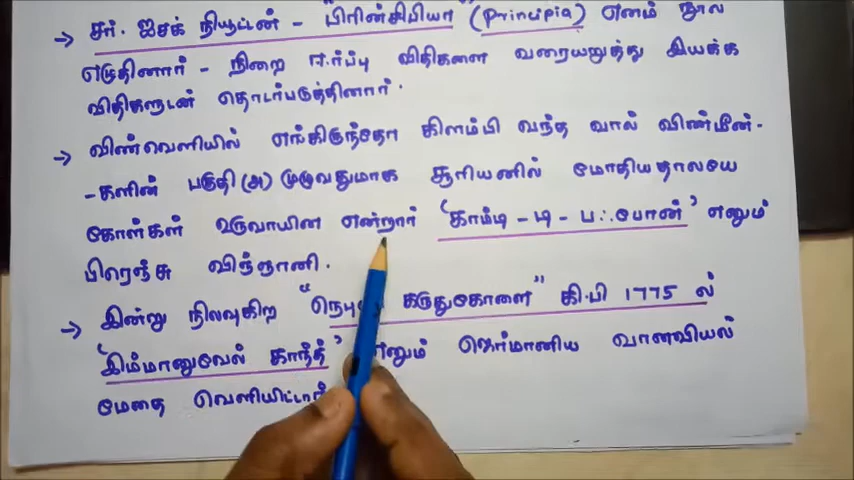 → சர். ஐசக் நியூட்டன் - "பிரின்சிபியா" (Principia) எனும் நூல
எழுதினார் - நிறை ஈர்ப்பு விதிகளை வரையறுத்து இயக்க
விதிகளுடன் தொடர்படுத்தினார்.
→ விண்வெளியில் எங்கிருந்தோ கிளம்பி வந்த வால் விண்மீன்-
-களின் பகுதி (அ) முழுவதுமாக சூரியனில் மோதியதாலயே
கோள்கள் உருவாயின என்றார் 'காம்டி-டி-பஃபோன்' எனும்
பிரெஞ்சு விஞ்ஞானி.
→ இன்று நிலவுகிற கருதுகோளை" கி.பி 1775 ல்
'இம்மானுவேல் காந்த்' எனும் ஜெர்மானிய வானவியல்
மேதை வெளியிட்டார்